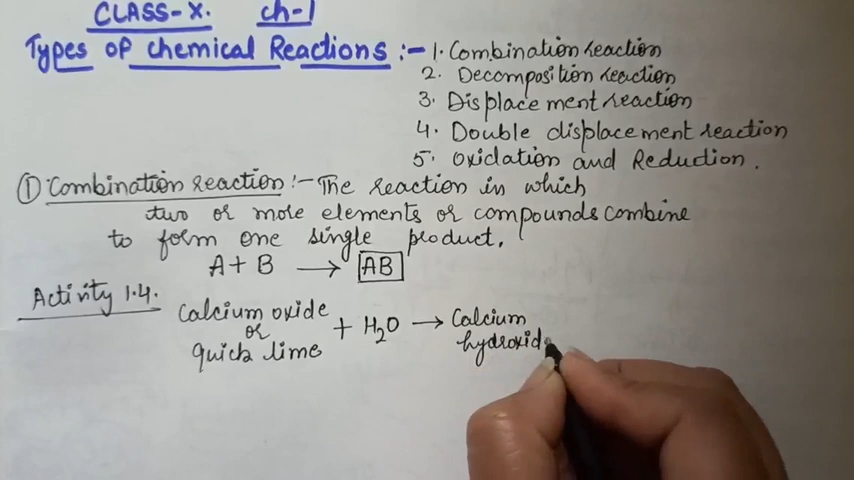 CLASS-X. ch-1
Types of chemical Reactions :- 1. Combination reaction
2. Decomposition reaction
3. Displacement reaction
4. Double displacement reaction
5. Oxidation and Reduction.
① Combination reaction :- The reaction in which
two or more elements or compounds combine
to form one single product.
A + B → AB
Activity 1.4.
Calcium oxide
or
quick lime
+ H₂O → Calcium
hydroxid